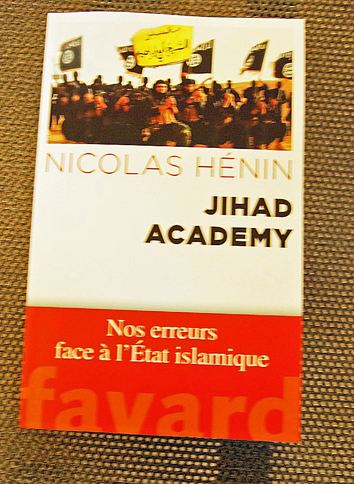 NICOLAS HÉNIN
JIHAD
ACADEMY
Nos erreurs
face à l'État islamique
fayard